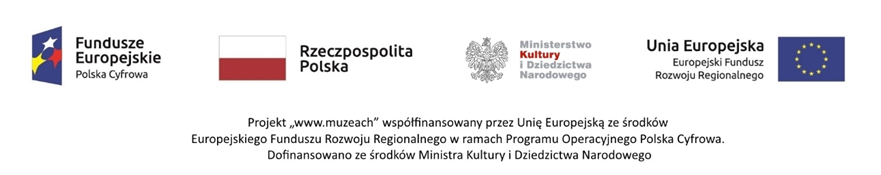 Fundusze
Europejskie
Polska Cyfrowa
Rzeczpospolita
Polska
Ministerstwo
Kultury
i Dziedzictwa
Narodowego
Unia Europejska
Europejski Fundusz
Rozwoju Regionalnego
Projekt „www.muzeach” współfinansowany przez Unię Europejską ze środków
Europejskiego Funduszu Rozwoju Regionalnego w ramach Programu Operacyjnego Polska Cyfrowa.
Dofinansowano ze środków Ministra Kultury i Dziedzictwa Narodowego